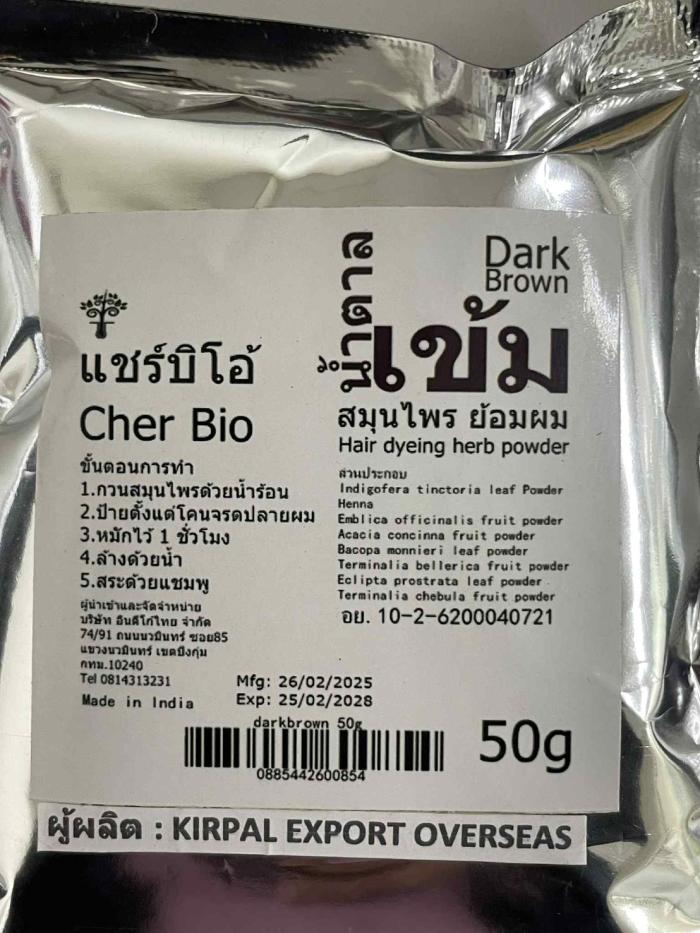 แชร์บิโอ้
Cher Bio
ขั้นตอนการทำ
1.กวนสมุนไพรด้วยน้ำร้อน
2.ป้ายตั้งแต่โคนจรดปลายผม
3.หมักไว้ 1 ชั่วโมง
4.ล้างด้วยน้ำ
5.สระด้วยแชมพู
ผู้นำเข้าและจัดจำหน่าย
บริษัท อินดีโก้ไทย จำกัด
74/91 ถนนนวมินทร์ ซอย85
แขวงนวมินทร์ เขตบึงกุ่ม
กทม.10240
Tel 0814313231
Made in India
น้ำตาล
เข้ม
Dark
Brown
สมุนไพร ย้อมผม
Hair dyeing herb powder
ส่วนประกอบ
Indigofera tinctoria leaf Powder
Henna
Emblica officinalis fruit powder
Acacia concinna fruit powder
Bacopa monnieri leaf powder
Terminalia bellerica fruit powder
Eclipta prostrata leaf powder
Terminalia chebula fruit powder
อย. 10-2-6200040721
Mfg: 26/02/2025
Exp: 25/02/2028
darkbrown 50g
0885442600854
50g
ผู้ผลิต : KIRPAL EXPORT OVERSEAS